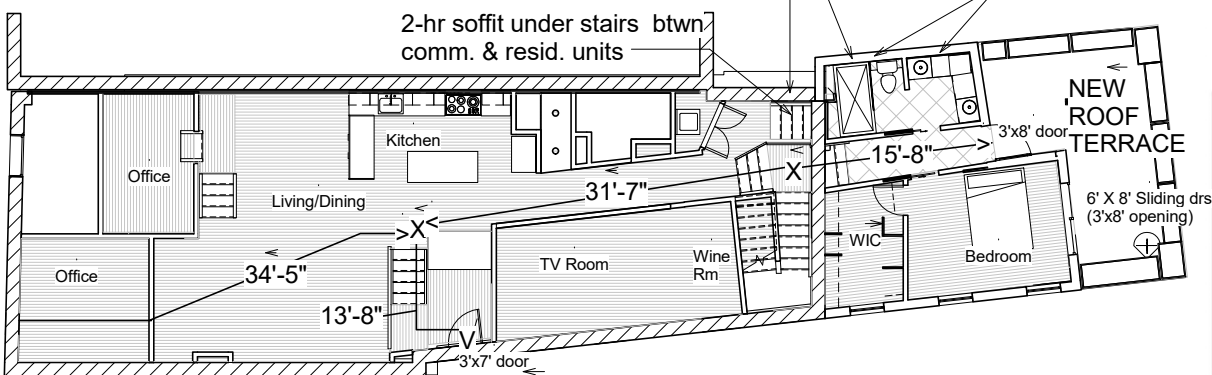 2-hr soffit under stairs btwn
comm. & resid. units
NEW
ROOF
TERRACE
3'x8' door
Kitchen
15'-8"
X
Office
31'-7"
Living/Dining
6' X 8' Sliding drs
(3'x8' opening)
>X<
WIC
Bedroom
Office
34'-5"
TV Room
Wine
Rm
13'-8"
V
3'x7' door
>